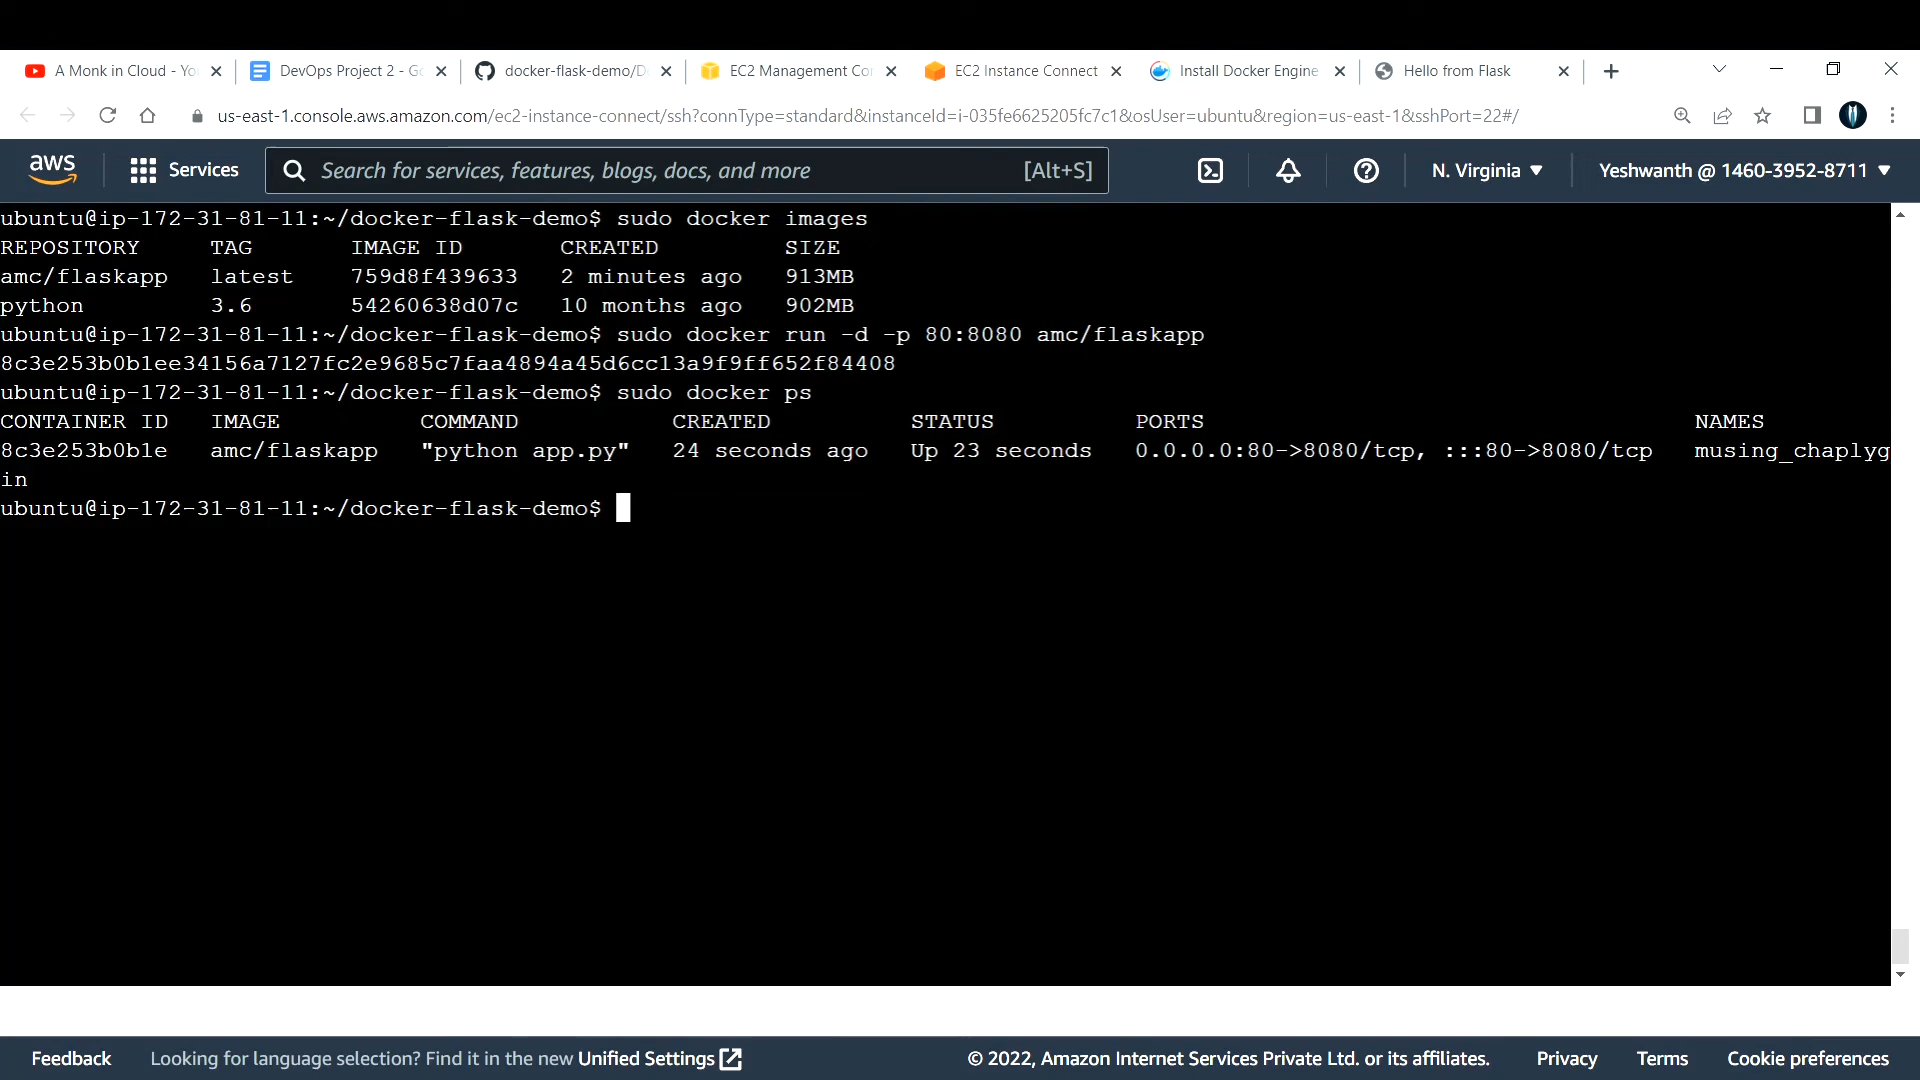 A Monk in Cloud - Yo
DevOps Project 2 - Go
docker-flask-demo/D
EC2 Management Con
EC2 Instance Connect
Install Docker Engine
Hello from Flask
us-east-1.console.aws.amazon.com/ec2-instance-connect/ssh?connType=standard&instanceId=i-035fe6625205fc7c1&osUser=ubuntu&region=us-east-1&sshPort=22#/
aws Services Search for services, features, blogs, docs, and more [Alt+S] N. Virginia Yeshwanth @ 1460-3952-8711
ubuntu@ip-172-31-81-11:~/docker-flask-demo$ sudo docker images
REPOSITORY TAG IMAGE ID CREATED SIZE
amc/flaskapp latest 759d8f439633 2 minutes ago 913MB
python 3.6 54260638d07c 10 months ago 902MB
ubuntu@ip-172-31-81-11:~/docker-flask-demo$ sudo docker run -d -p 80:8080 amc/flaskapp
8c3e253b0b1ee34156a7127fc2e9685c7faa4894a45d6cc13a9f9ff652f84408
ubuntu@ip-172-31-81-11:~/docker-flask-demo$ sudo docker ps
CONTAINER ID IMAGE COMMAND CREATED STATUS PORTS NAMES
8c3e253b0b1e amc/flaskapp "python app.py" 24 seconds ago Up 23 seconds 0.0.0.0:80->8080/tcp, :::80->8080/tcp musing_chaplyg
in
ubuntu@ip-172-31-81-11:~/docker-flask-demo$
Feedback Looking for language selection? Find it in the new Unified Settings © 2022, Amazon Internet Services Private Ltd. or its affiliates. Privacy Terms Cookie preferences